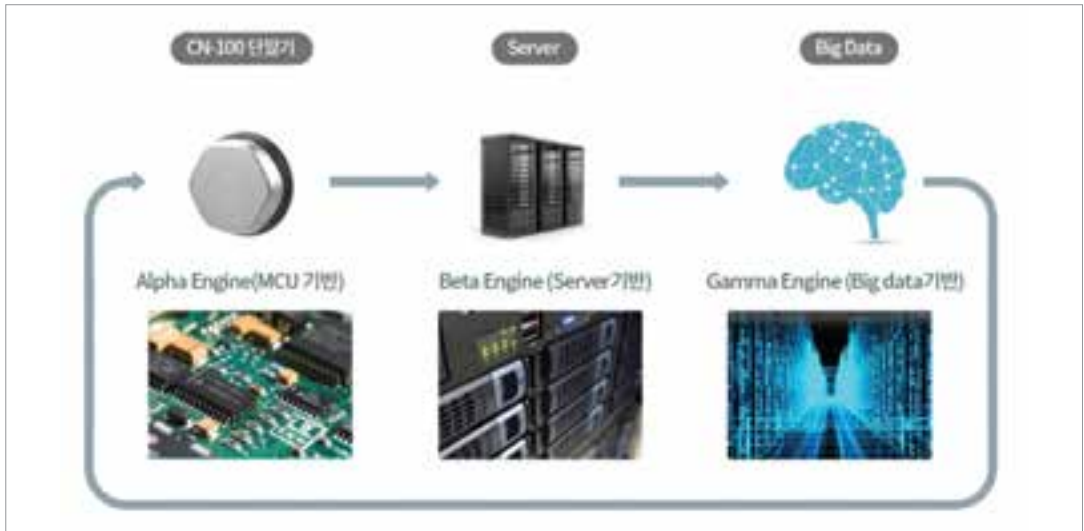 CN-100 단말기
Server
Big Data
Alpha Engine(MCU 기반)
Beta Engine (Server기반)
Gamma Engine (Big data기반)